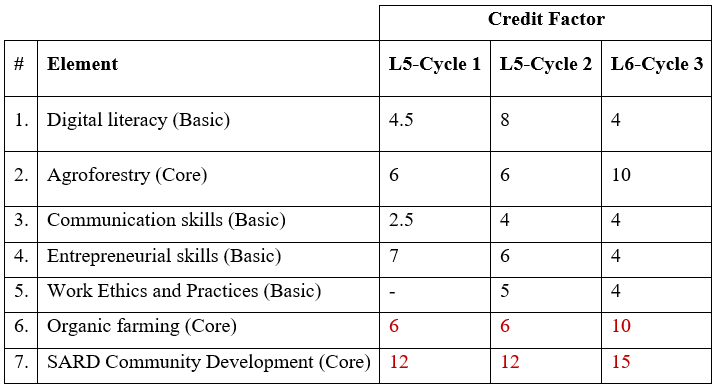 Credit Factor
# Element L5-Cycle 1 L5-Cycle 2 L6-Cycle 3
1. Digital literacy (Basic) 4.5 8 4
2. Agroforestry (Core) 6 6 10
3. Communication skills (Basic) 2.5 4 4
4. Entrepreneurial skills (Basic) 7 6 4
5. Work Ethics and Practices (Basic) - 5 4
6. Organic farming (Core) 6 6 10
7. SARD Community Development (Core) 12 12 15